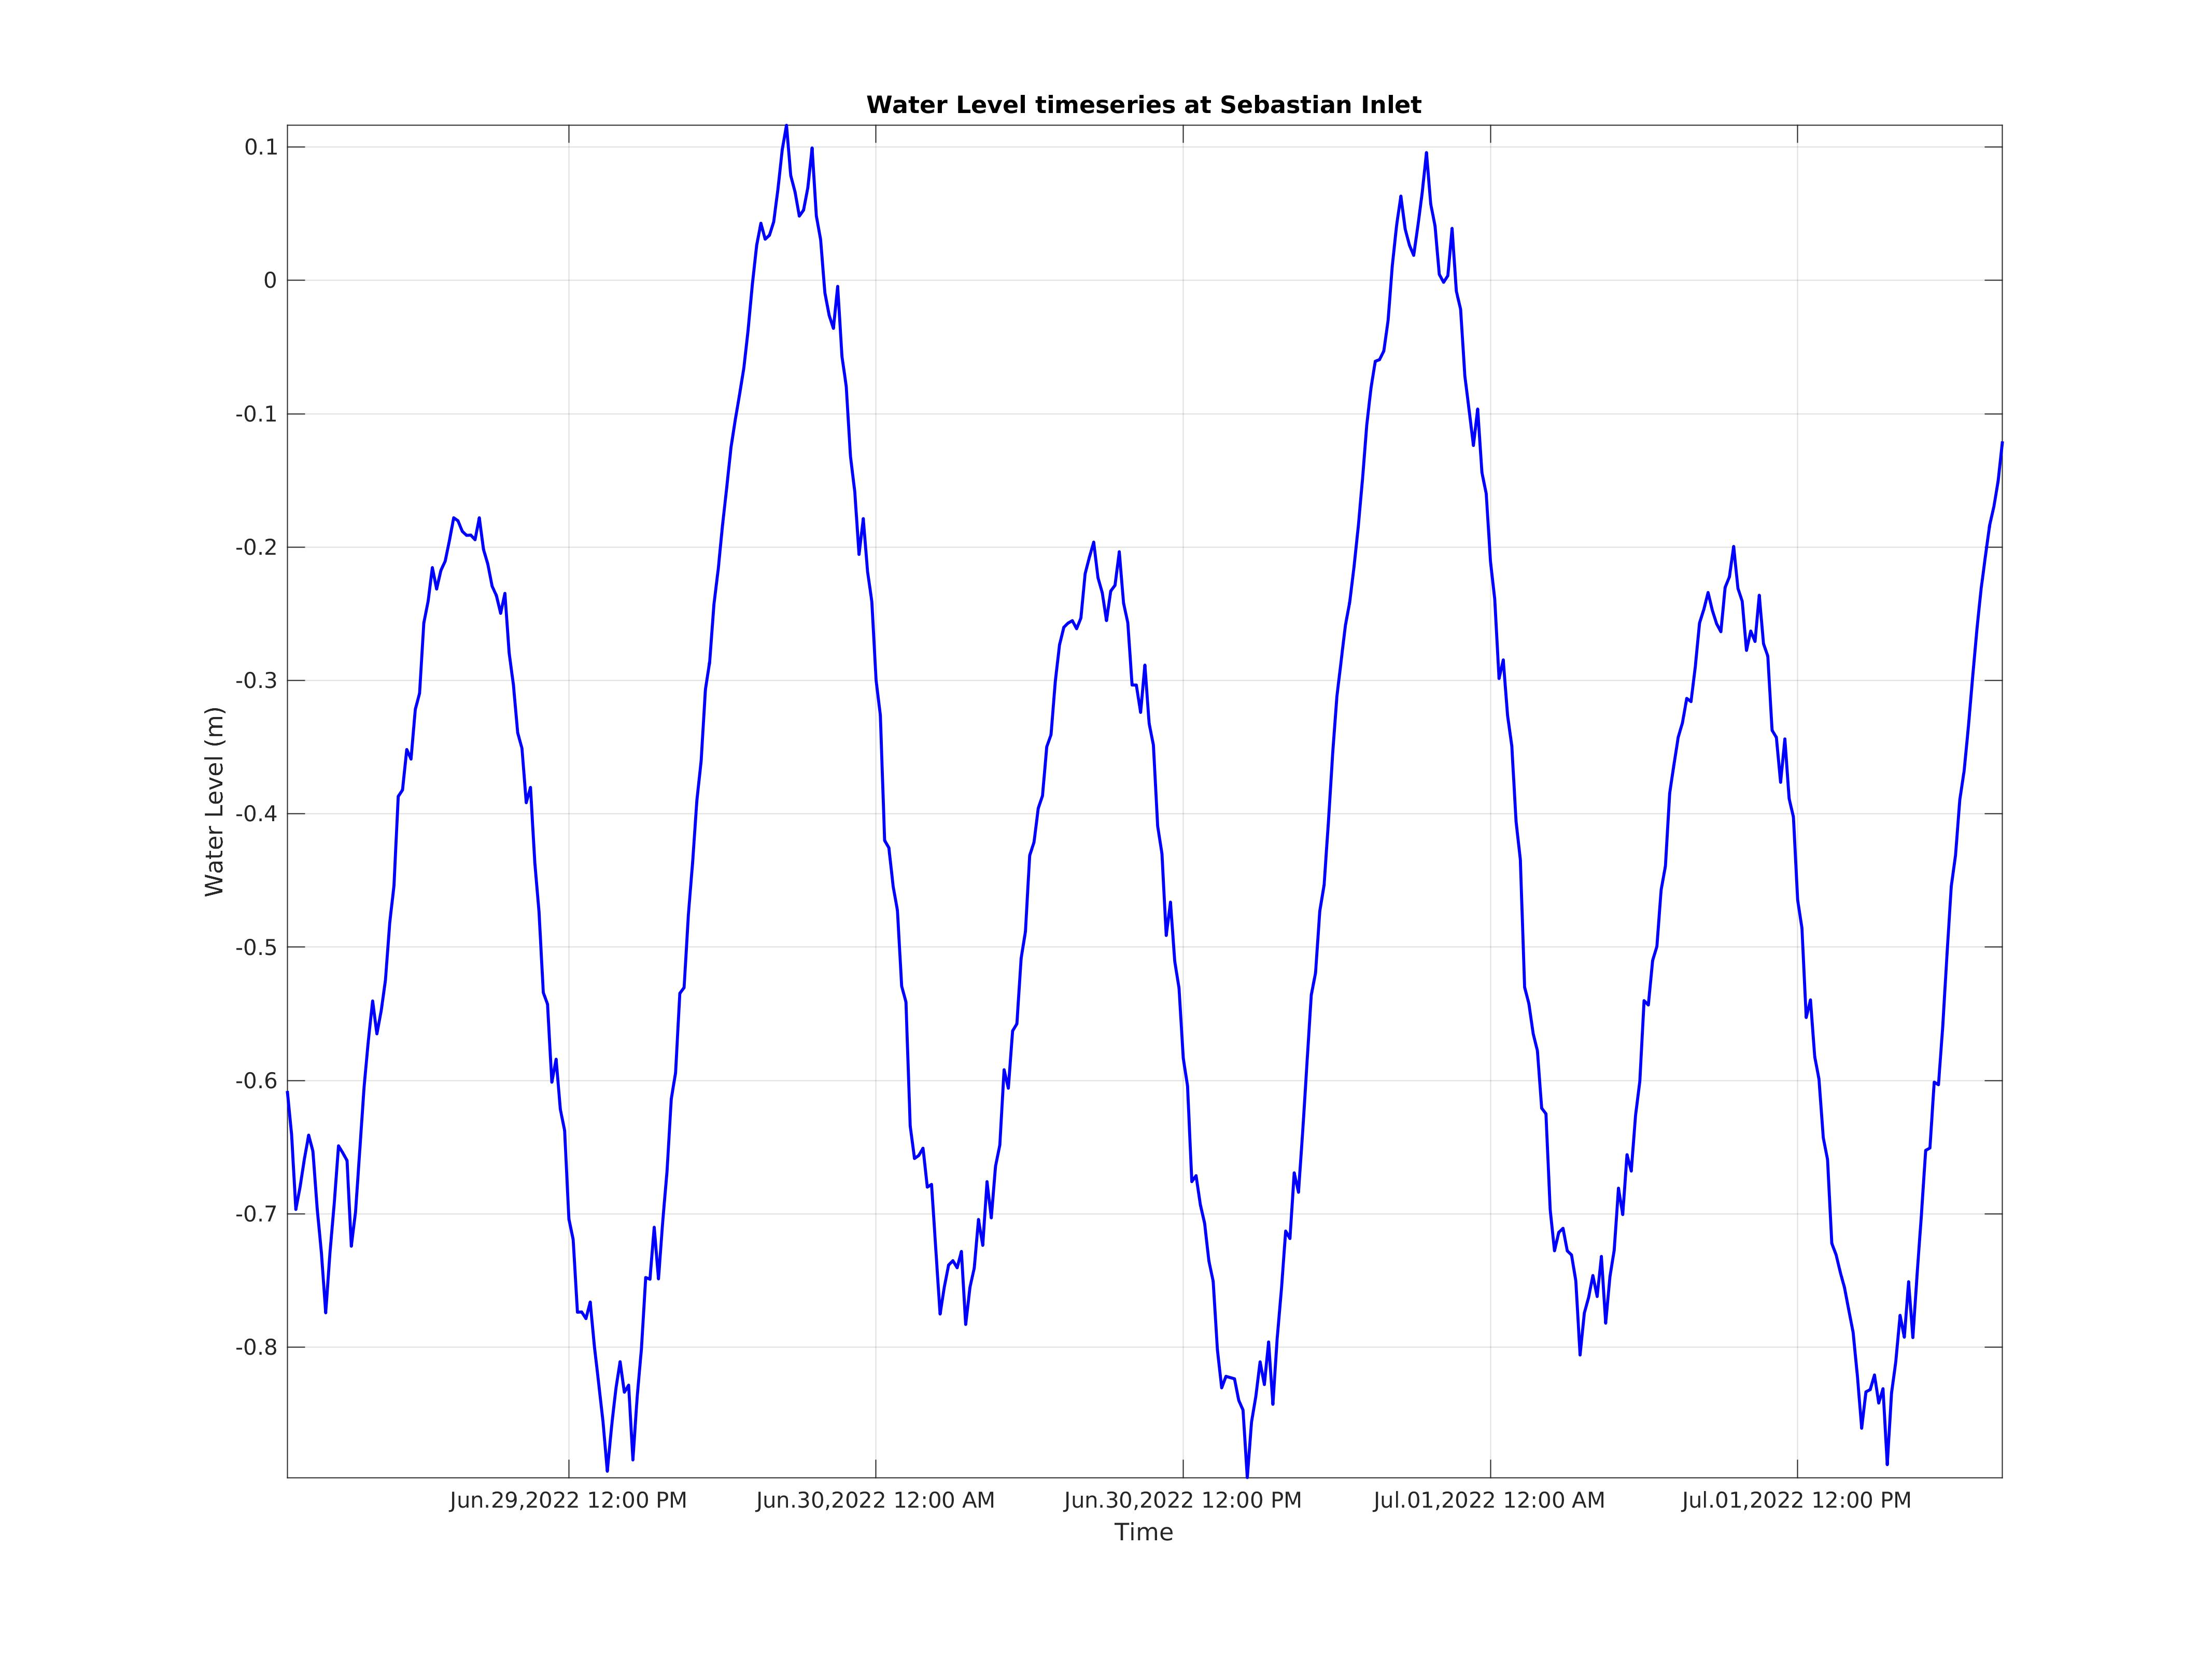 Water Level timeseries at Sebastian Inlet
0.1
0
-0.1
-0.2
-0.3
-0.4
-0.5
-0.6
-0.7
-0.8
Water Level (m)
Jun.29,2022 12:00 PM
Jun.30,2022 12:00 AM
Jun.30,2022 12:00 PM
Jul.01,2022 12:00 AM
Jul.01,2022 12:00 PM
Time